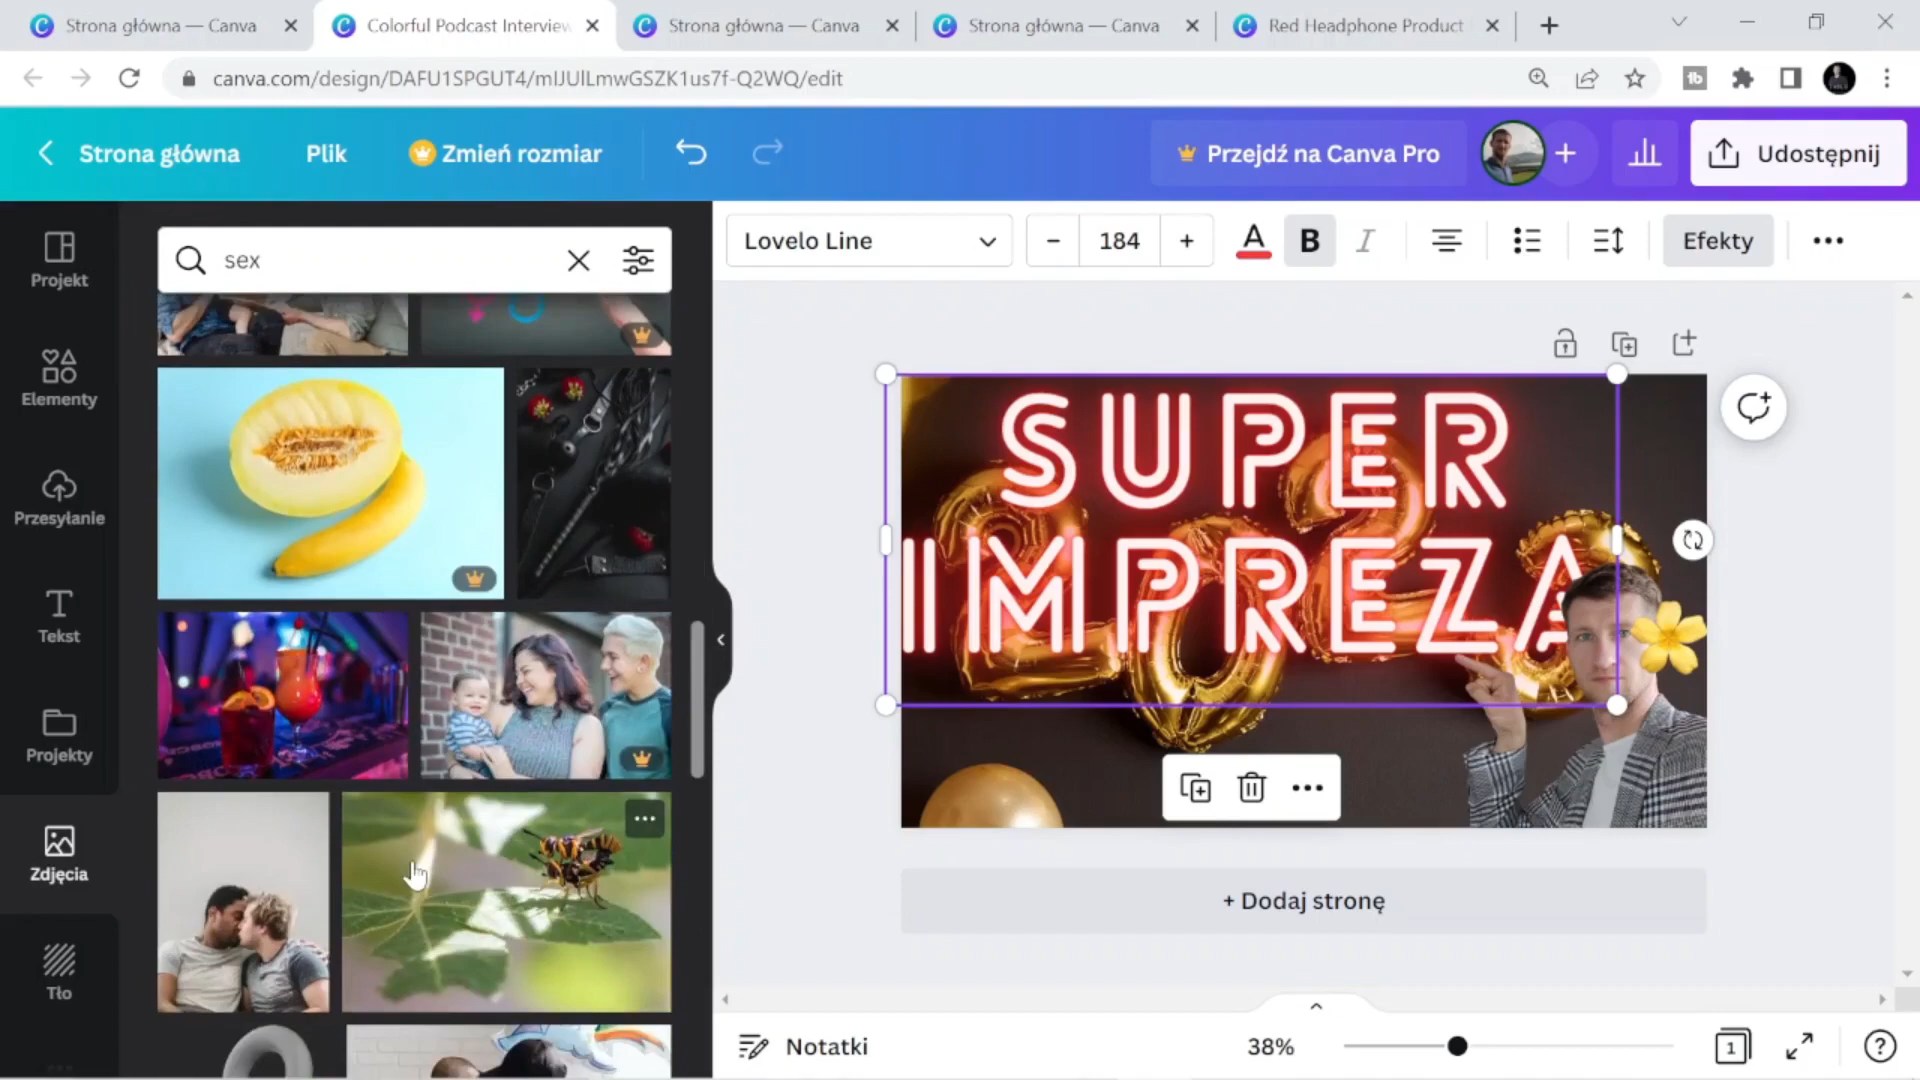 Strona główna — Canva
Colorful Podcast Interview
Strona główna — Canva
Strona główna — Canva
Red Headphone Product
canva.com/design/DAFU1SPGUT4/mIJUlLmwGSZK1us7f-Q2WQ/edit
Strona główna
Plik
Zmień rozmiar
Przejdź na Canva Pro
Udostępnij
sex
Lovelo Line
184
A
B
I
Efekty
Projekt
Elementy
Przesyłanie
Tekst
Projekty
Zdjęcia
Tło
SUPER
IMPREZA
+ Dodaj stronę
Notatki
38%
1